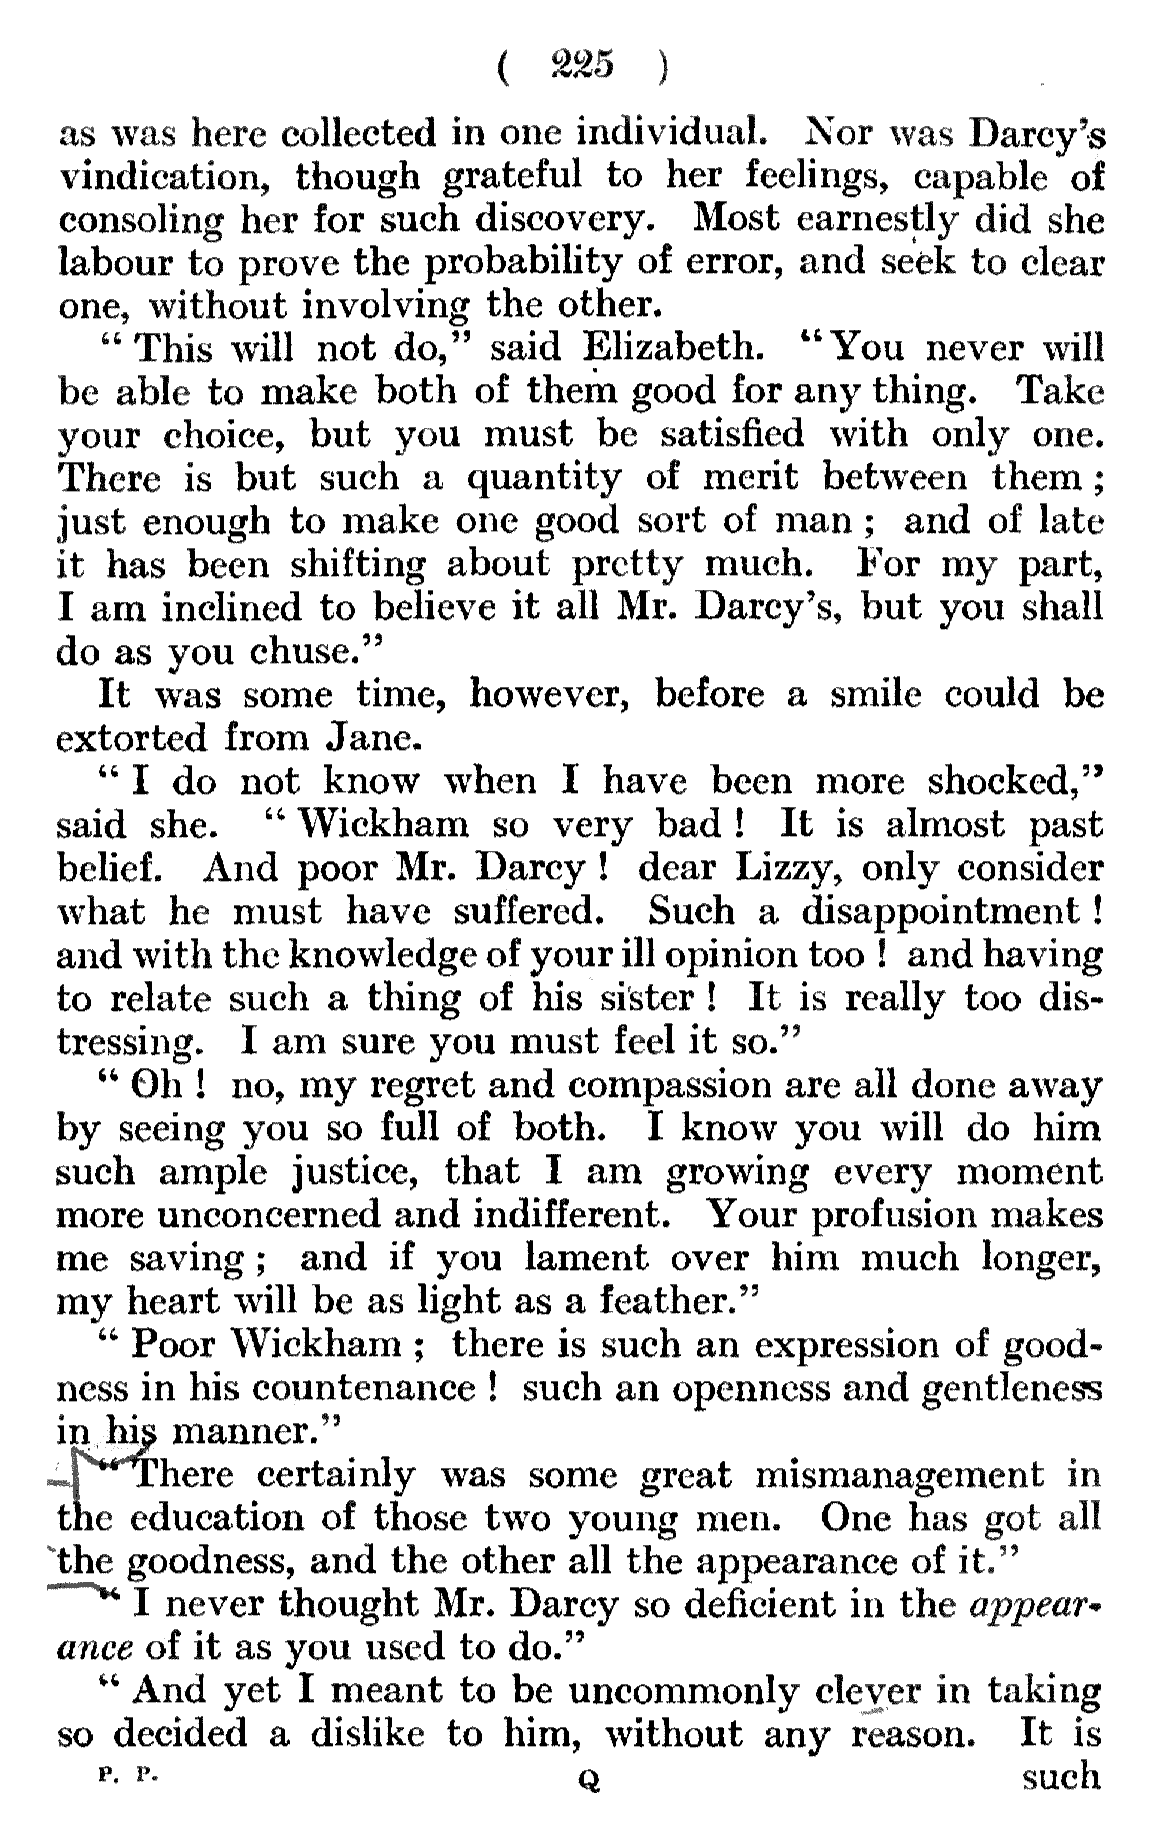 ( 225 )
as was here collected in one individual. Nor was Darcy's
vindication, though grateful to her feelings, capable of
consoling her for such discovery. Most earnestly did she
labour to prove the probability of error, and seek to clear
one, without involving the other.
“ This will not do,” said Elizabeth. “ You never will
be able to make both of them good for any thing. Take
your choice, but you must be satisfied with only one.
There is but such a quantity of merit between them ;
just enough to make one good sort of man ; and of late
it has been shifting about pretty much. For my part,
I am inclined to believe it all Mr. Darcy's, but you shall
do as you chuse.”
It was some time, however, before a smile could be
extorted from Jane.
“ I do not know when I have been more shocked,”
said she. “ Wickham so very bad ! It is almost past
belief. And poor Mr. Darcy ! dear Lizzy, only consider
what he must have suffered. Such a disappointment !
and with the knowledge of your ill opinion too ! and having
to relate such a thing of his sister ! It is really too dis-
tressing. I am sure you must feel it so.”
“ Oh ! no, my regret and compassion are all done away
by seeing you so full of both. I know you will do him
such ample justice, that I am growing every moment
more unconcerned and indifferent. Your profusion makes
me saving ; and if you lament over him much longer,
my heart will be as light as a feather.”
“ Poor Wickham ; there is such an expression of good-
ness in his countenance ! such an openness and gentleness
in his manner.”
“ There certainly was some great mismanagement in
the education of those two young men. One has got all
the goodness, and the other all the appearance of it.”
“ I never thought Mr. Darcy so deficient in the appear-
ance of it as you used to do.”
“ And yet I meant to be uncommonly clever in taking
so decided a dislike to him, without any reason. It is
P. P. Q such